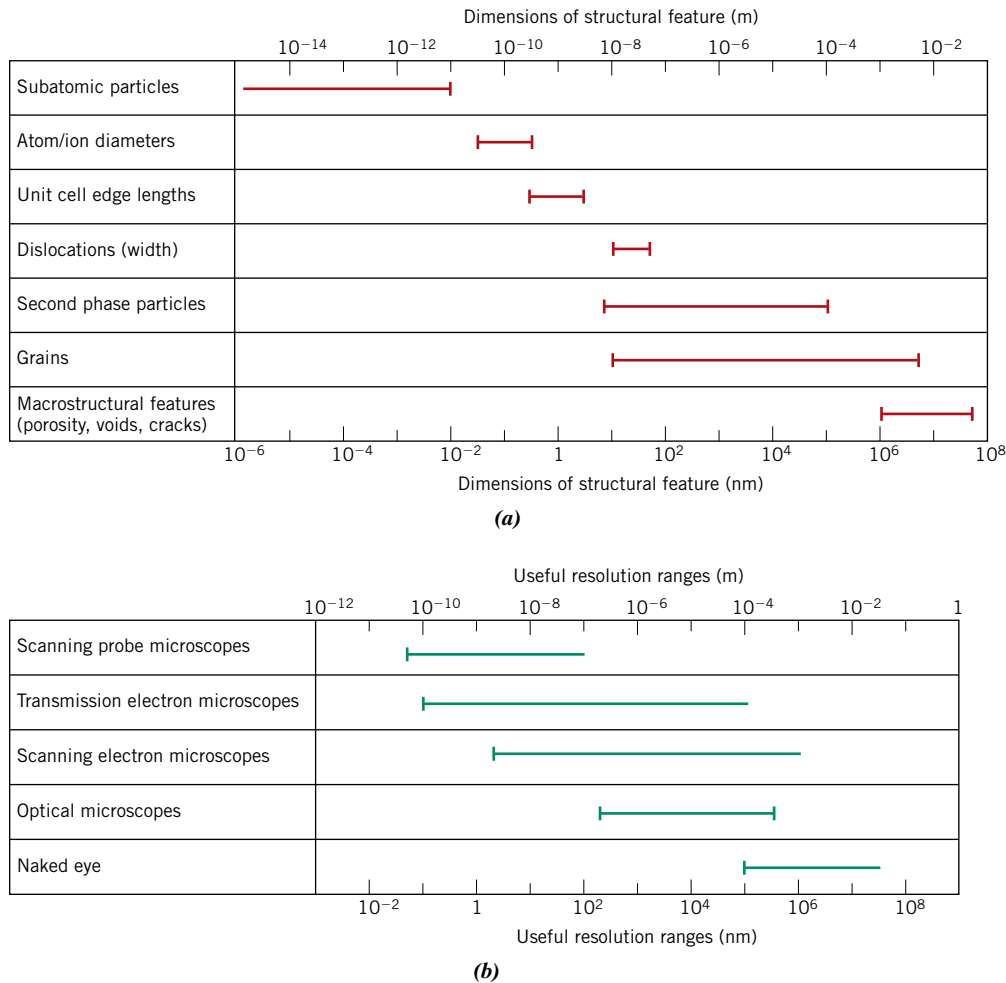 Dimensions of structural feature (m)
10⁻¹⁴ 10⁻¹² 10⁻¹⁰ 10⁻⁸ 10⁻⁶ 10⁻⁴ 10⁻²
Subatomic particles
Atom/ion diameters
Unit cell edge lengths
Dislocations (width)
Second phase particles
Grains
Macrostructural features
(porosity, voids, cracks)
10⁻⁶ 10⁻⁴ 10⁻² 1 10² 10⁴ 10⁶ 10⁸
Dimensions of structural feature (nm)
(a)
Useful resolution ranges (m)
10⁻¹² 10⁻¹⁰ 10⁻⁸ 10⁻⁶ 10⁻⁴ 10⁻² 1
Scanning probe microscopes
Transmission electron microscopes
Scanning electron microscopes
Optical microscopes
Naked eye
10⁻² 1 10² 10⁴ 10⁶ 10⁸
Useful resolution ranges (nm)
(b)